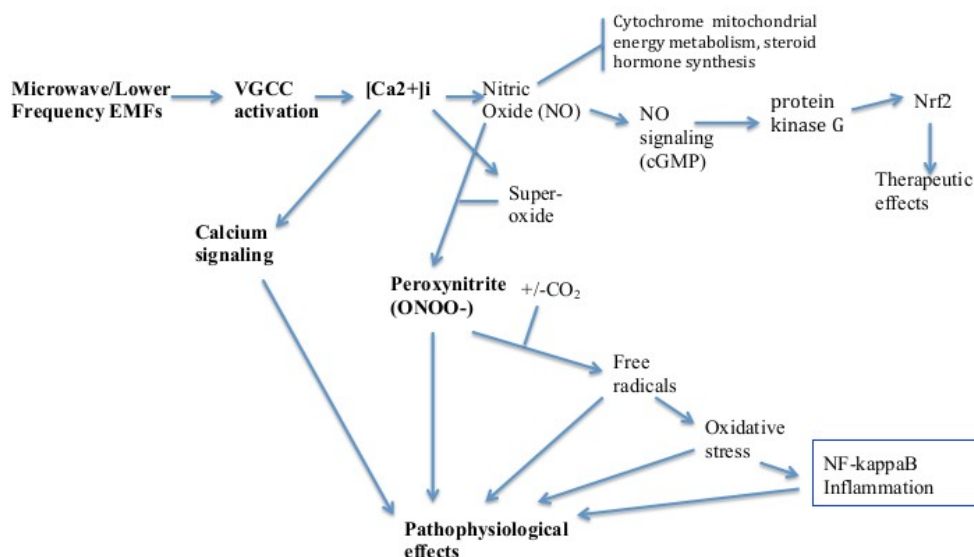 Cytochrome mitochondrial
energy metabolism, steroid
hormone synthesis
Microwave/Lower
Frequency EMFs
VGCC
activation
[Ca2+]i
Nitric
Oxide (NO)
NO
signaling
(cGMP)
protein
kinase G
Nrf2
Therapeutic
effects
Super-
oxide
Calcium
signaling
Peroxynitrite
(ONOO-)
+/-CO₂
Free
radicals
Oxidative
stress
NF-kappaB
Inflammation
Pathophysiological
effects